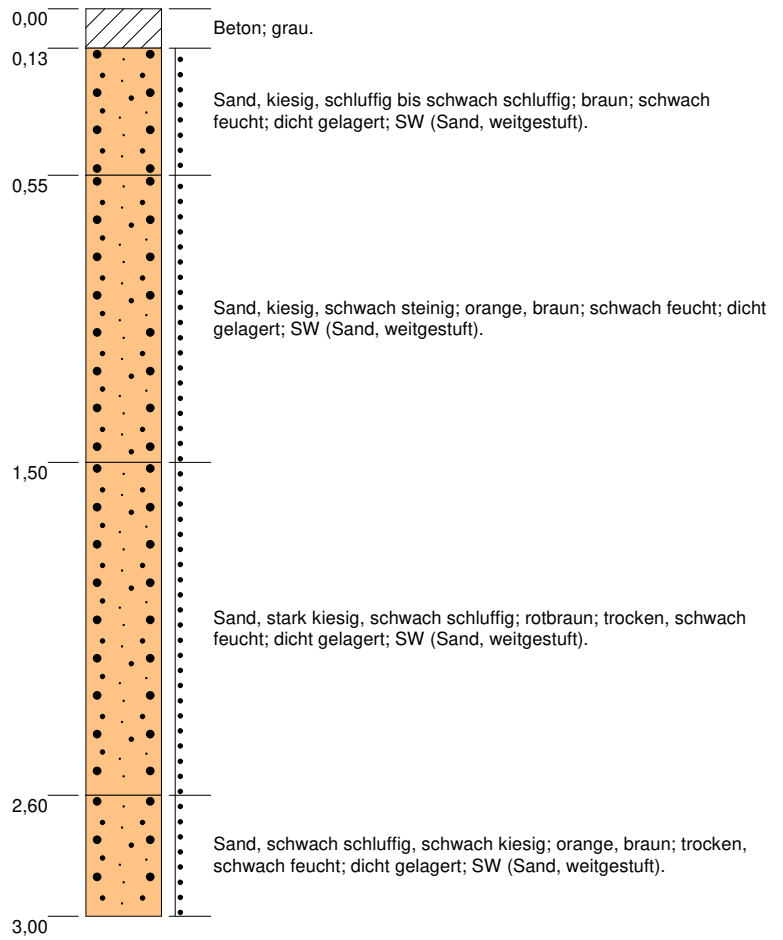 0,00
Beton; grau.
0,13
Sand, kiesig, schluffig bis schwach schluffig; braun; schwach
feucht; dicht gelagert; SW (Sand, weitgestuft).
0,55
Sand, kiesig, schwach steinig; orange, braun; schwach feucht; dicht
gelagert; SW (Sand, weitgestuft).
1,50
Sand, stark kiesig, schwach schluffig; rotbraun; trocken, schwach
feucht; dicht gelagert; SW (Sand, weitgestuft).
2,60
Sand, schwach schluffig, schwach kiesig; orange, braun; trocken,
schwach feucht; dicht gelagert; SW (Sand, weitgestuft).
3,00